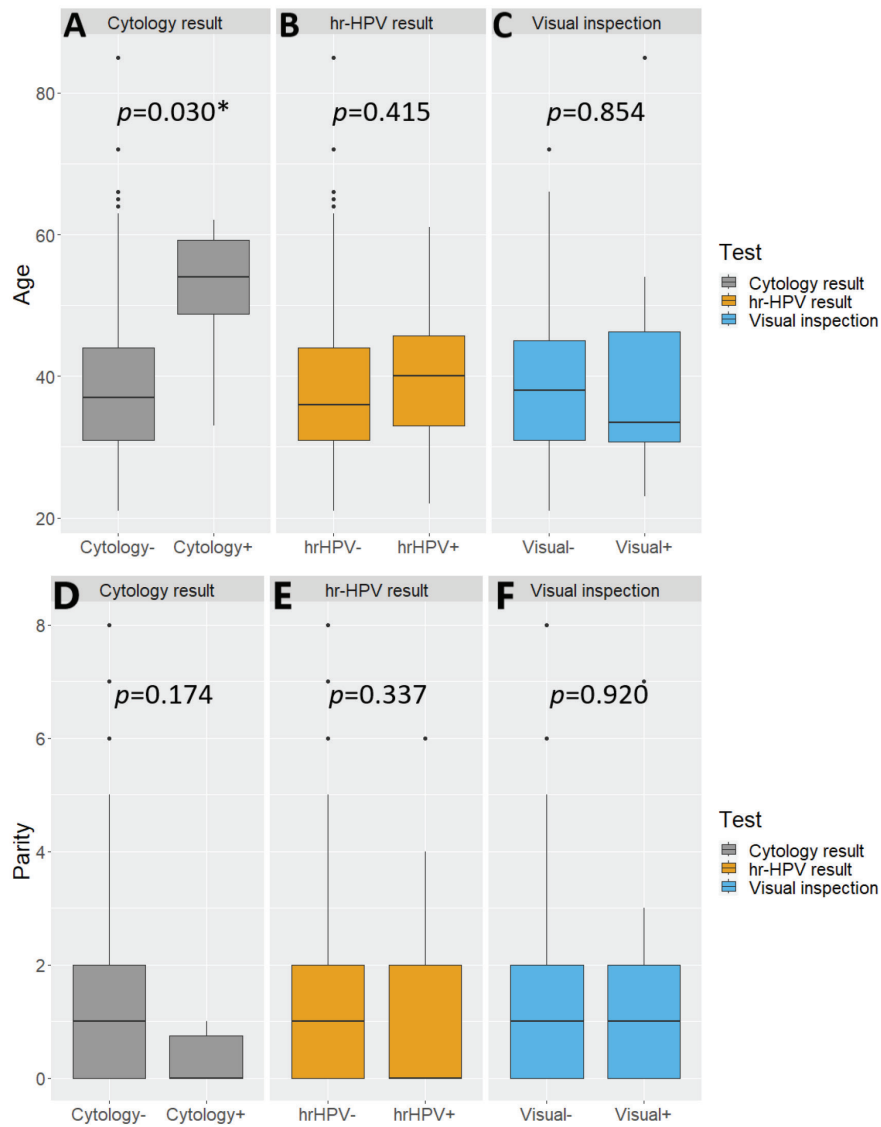 A Cytology result B hr-HPV result C Visual inspection
80
p=0.030* p=0.415 p=0.854
60
Age
40
20
Cytology- Cytology+ hrHPV- hrHPV+ Visual- Visual+
Test
Cytology result
hr-HPV result
Visual inspection
D Cytology result E hr-HPV result F Visual inspection
8
p=0.174 p=0.337 p=0.920
6
4
Parity
2
0
Cytology- Cytology+ hrHPV- hrHPV+ Visual- Visual+
Test
Cytology result
hr-HPV result
Visual inspection